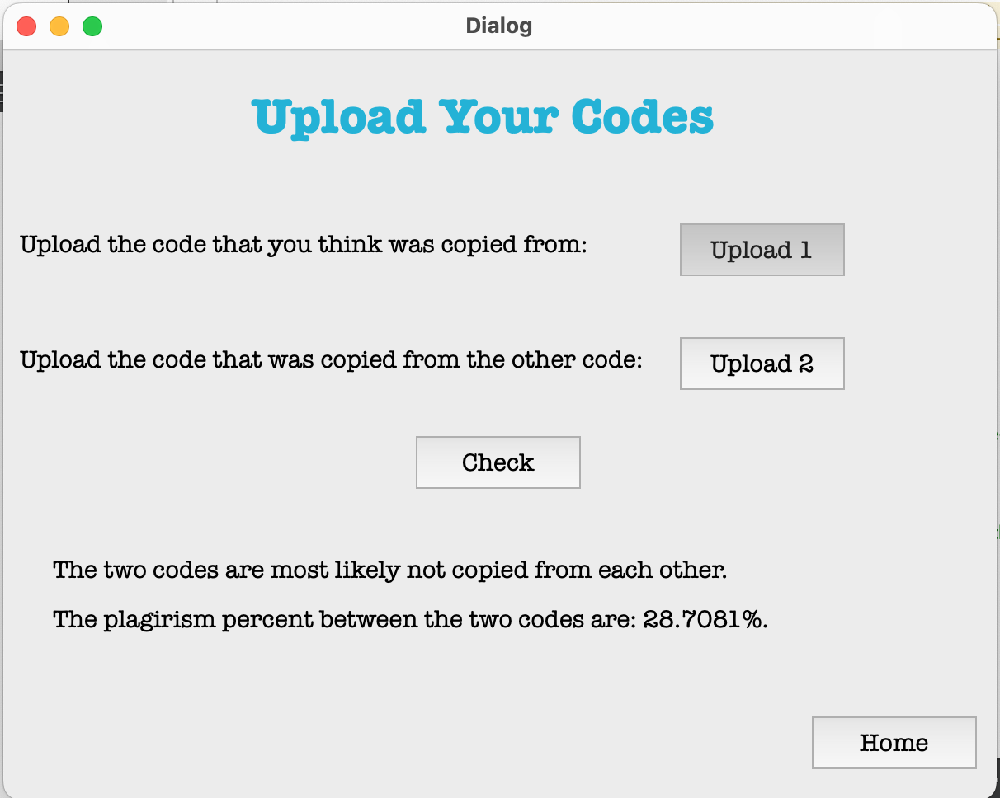 Dialog
Upload Your Codes
Upload the code that you think was copied from:
Upload 1
Upload the code that was copied from the other code:
Upload 2
Check
The two codes are most likely not copied from each other.
The plagirism percent between the two codes are: 28.7081%.
Home